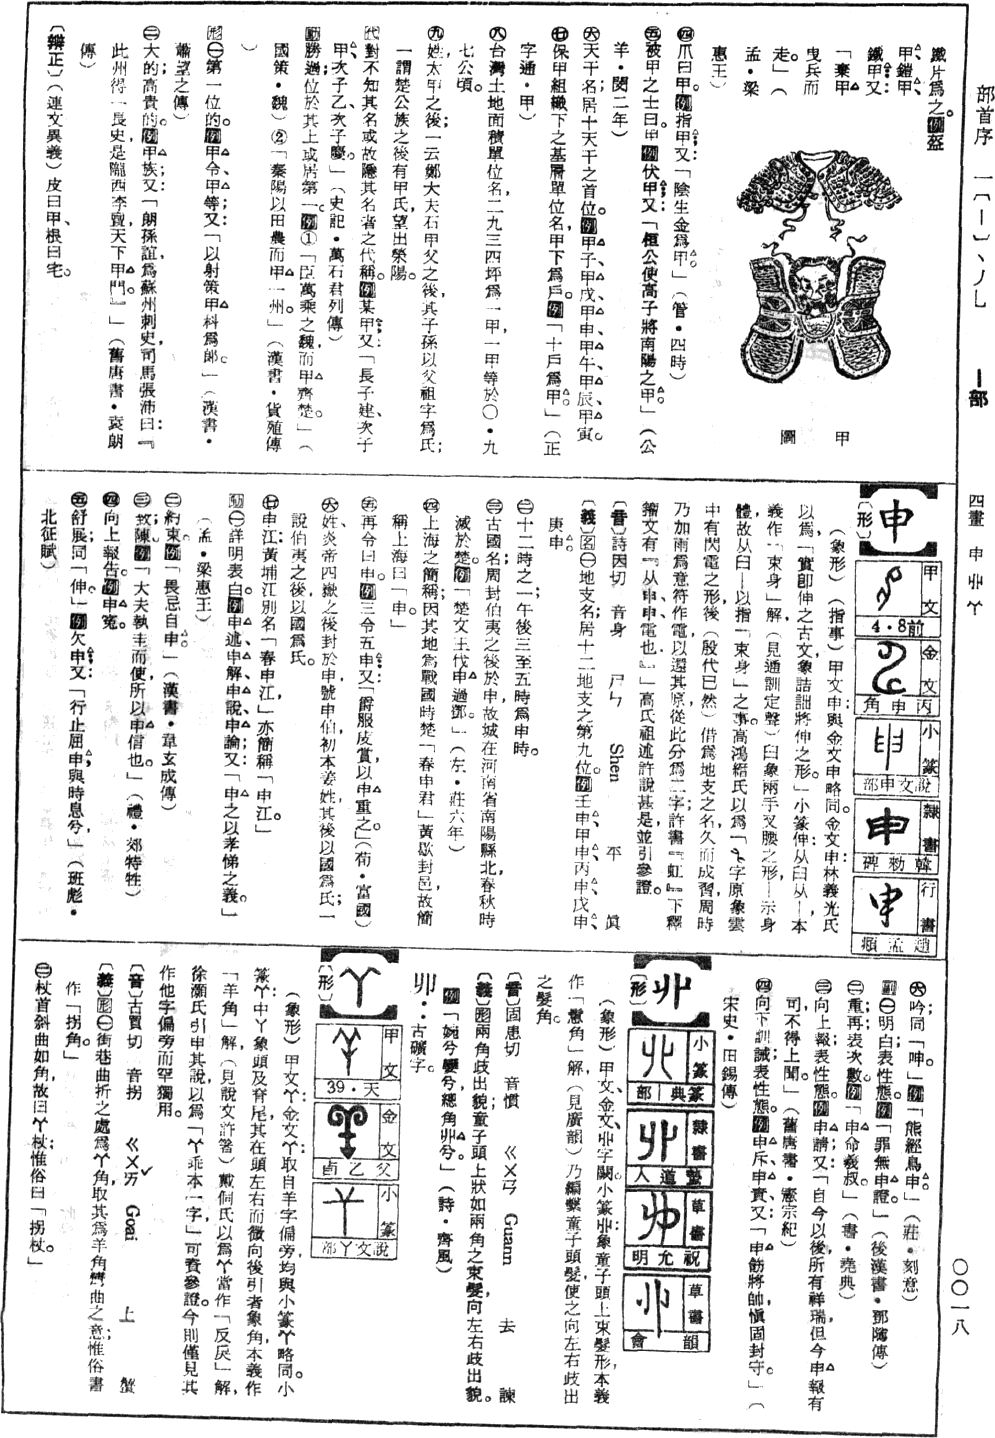 部首序 一〔丨〕丶丿乚 丨部 四畫 申 丱 丫 〇〇一八
鐵片爲之。例盔
甲、鎧甲、
鐵甲;又:
「棄甲
曳兵而
走。」(
孟•梁
惠王)
甲
圖
四爪曰甲。例指甲;又:「陰生金爲甲。」(管•四時)
五被甲之士曰甲。例伏甲;又:「桓公使高子將南陽之甲。」(公
羊•閔二年)
六天干名,居十天干之首位。例甲子、甲戌、甲申、甲午、甲辰、甲寅。
七保甲組織下之基層單位名,甲下爲戶。例「十戶爲甲。」(正
字通•甲)
八台灣土地面積單位名,二九三四坪爲一甲,一甲等於〇•九
七公頃。
九姓,太甲之後;一云鄭大夫石甲父之後,其子孫以父祖字爲氏;
一謂楚公族之後有甲氏,望出滎陽。
代對不知其名或故隱其名者之代稱。例某甲;又:「長子建、次子
甲、次子乙、次子慶。」(史記•萬石君列傳)
動勝過;位於其上或居第一。例①「臣萬乘之魏,而甲齊楚。」(
國策•魏)②「秦陽以田農而甲一州。」(漢書•貨殖傳
)
形一第一位的。例甲令、甲等;又:「以射策甲科爲郎。」(漢書•
蕭望之傳)
二大的;高貴的。例甲族;又:「朗孫誼爲蘇州刺史,司馬張沛曰:『
此州得一長史,是隴西李亶,天下甲門。』」(舊唐書•袁朗
傳)
〔辨正〕(連文異義)皮曰甲、根曰宅。
申
甲文 前8•4
金文 丙申角
小篆 說文申部
隸書 韓勑碑
行書 趙孟頫
〔形〕
(象形)(指事)甲文申與金文申略同。金文申:林義光氏
以爲「實卽伸之古文,象詰詘將伸之形。」小篆伸:从臼从丨,本
義作「束身」解(見通訓定聲)臼象兩手叉腰之形,丨示身
體,故从臼丨以指「束身」之事。高鴻縉氏以爲「字原象雲
中有閃電之形,後(殷代已然)借爲地支之名,久而成習,周時
乃加雨爲意符作電以還其原,從此分爲二字,許書『虹』下釋
籀文有『从申,申,電也。』」高氏祖述許說甚是,並引參證。
〔音〕詩因切 音身 ㄕㄣ Shen 平 眞
〔義〕名一地支名;居十二地支之第九位。例壬申、甲申、丙申、戊申、
庚申。
二十二時之一;午後三至五時爲申時。
三古國名;周封伯夷之後於申,故城在河南省南陽縣北,春秋時
滅於楚。例「楚文王伐申,過鄧。」(左•莊六年)
四上海之簡稱;因其地爲戰國時楚「春申君」黃歇封邑,故簡
稱上海曰「申」。
五再令曰申。例三令五申;又:「爵服慶賞以申重之。」(荀•富國)
六姓,炎帝四嶽之後,封於申,號申伯,初本姜姓,其後以國爲氏;一
說伯夷之後,以國爲氏。
七申江;黃埔江別名「春申江」,亦簡稱「申江。」
動一詳明表白。例申述、申解、申說、申論;又:「申之以孝悌之義。」
(孟•梁惠王)
二約束。例「畏忌自申。」(漢書•韋玄成傳)
三致;陳。例「大夫執圭而使,所以申信也。」(禮•郊特牲)
四向上報告。例申冤。
五舒展;同「伸」。例欠申;又:「行止屈申,與時息兮。」(班彪•
北征賦)
六吟;同「呻」。例「熊經鳥申。」(莊•刻意)
副一明白;表性態。例「罪無申證。」(後漢書•鄧騭傳)
二重再;表次數。例「申命羲叔。」(書•堯典)
三向上報;表性態。例申請;又:「自今以後,所有祥瑞,但令申報有
司,不得上聞。」(舊唐書•憲宗紀)
四向下訓誡;表性態。例申斥、申責;又:「申飭將帥,愼固封守。」(
宋史•田錫傳)
丱
小篆 篆典丨部
隸書 甓道人
草書 祝允明
草書 韻會
〔形〕
(象形)甲文、金文丱字闕。小篆丱:象童子頭上束髮形,本義
作「鬌角」解(見廣韻)乃編繫童子頭髮,使之向左右歧出
之髮角。
〔音〕固患切 音慣 ㄍㄨㄢ Guann 去 諫
〔義〕形兩角歧出貌;童子頭上狀如兩角之束髮,向左右歧出貌。
例「婉兮孌兮,總角丱兮。」(詩•齊風)
丱:古礦字。
丫
甲文 天•39
金文 父乙卣
小篆 說文丫部
〔形〕
(象形)甲文丫、金文丫:取自羊字偏旁,均與小篆丫略同。小
篆丫:中丫象頭及脊尾,其在頭左右而微向後引者象角,本義作
「羊角」解,(見說文許箸)戴侗氏以爲丫當作「反戾」解,
徐灝氏引申其說,以爲「丫乖本一字」,可資參證。今則僅見其
作他字偏旁而罕獨用。
〔音〕古買切 音拐 ㄍㄨㄞˇ Goai 上 蟹
〔義〕形一街巷曲折之處爲丫角,取其爲羊角彎曲之意;惟俗書
作「拐角。」
二杖首斜曲如角,故曰丫杖;惟俗曰「拐杖。」